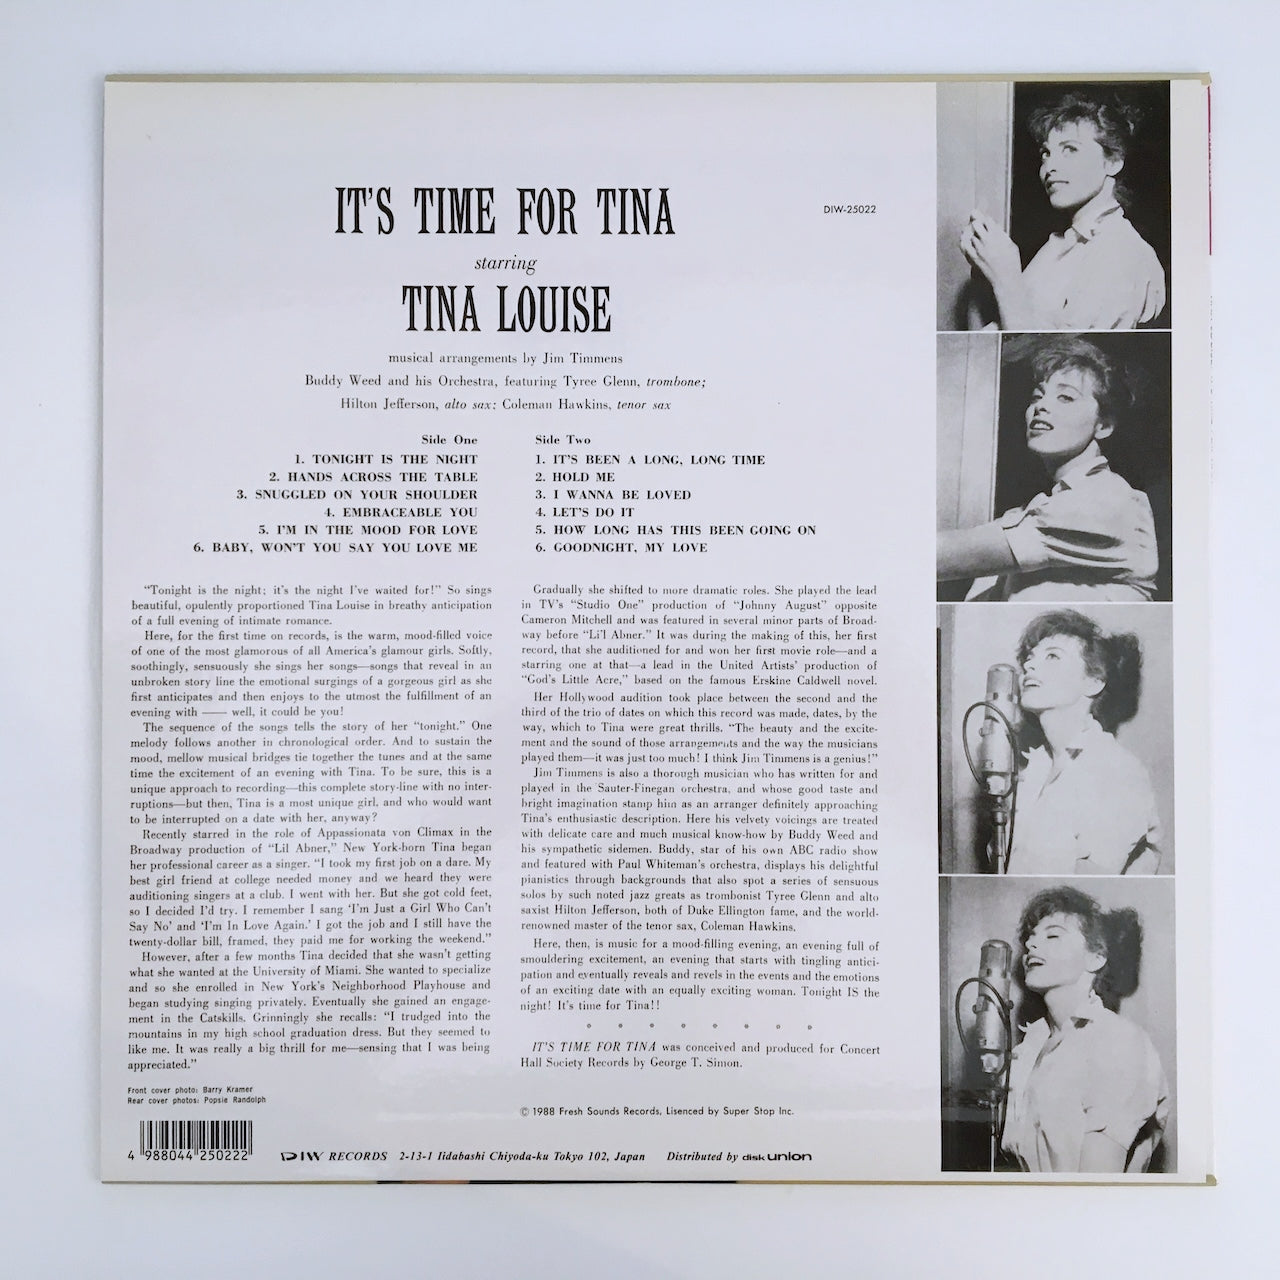 IT'S TIME FOR TINA
DIW-25022
starring
TINA LOUISE
musical arrangements by Jim Timmens
Buddy Weed and his Orchestra, featuring Tyree Glenn, trombone;
Hilton Jefferson, alto sax; Coleman Hawkins, tenor sax
Side One
1. TONIGHT IS THE NIGHT
2. HANDS ACROSS THE TABLE
3. SNUGGLED ON YOUR SHOULDER
4. EMBRACEABLE YOU
5. I'M IN THE MOOD FOR LOVE
6. BABY, WON'T YOU SAY YOU LOVE ME
Side Two
1. IT'S BEEN A LONG, LONG TIME
2. HOLD ME
3. I WANNA BE LOVED
4. LET'S DO IT
5. HOW LONG HAS THIS BEEN GOING ON
6. GOODNIGHT, MY LOVE
"Tonight is the night; it's the night I've waited for!" So sings
beautiful, opulently proportioned Tina Louise in breathy anticipation
of a full evening of intimate romance.
Here, for the first time on records, is the warm, mood-filled voice
of one of the most glamorous of all America's glamour girls. Softly,
soothingly, sensuously she sings her songs—songs that reveal in an
unbroken story line the emotional surgings of a gorgeous girl as she
first anticipates and then enjoys to the utmost the fulfillment of an
evening with —— well, it could be you!
The sequence of the songs tells the story of her "tonight." One
melody follows another in chronological order. And to sustain the
mood, mellow musical bridges tie together the tunes and at the same
time the excitement of an evening with Tina. To be sure, this is a
unique approach to recording—this complete story-line with no inter-
ruptions—but then, Tina is a most unique girl, and who would want
to be interrupted on a date with her, anyway?
Recently starred in the role of Appassionata von Climax in the
Broadway production of "Lil Abner," New York-born Tina began
her professional career as a singer. "I took my first job on a dare. My
best girl friend at college needed money and we heard they were
auditioning singers at a club. I went with her. But she got cold feet,
so I decided I'd try. I remember I sang 'I'm Just a Girl Who Can't
Say No' and 'I'm In Love Again.' I got the job and I still have the
twenty-dollar bill, framed, they paid me for working the weekend."
However, after a few months Tina decided that she wasn't getting
what she wanted at the University of Miami. She wanted to specialize
and so she enrolled in New York's Neighborhood Playhouse and
began studying singing privately. Eventually she gained an engage-
ment in the Catskills. Grinningly she recalls: "I trudged into the
mountains in my high school graduation dress. But they seemed to
like me. It was really a big thrill for me—sensing that I was being
appreciated."
Gradually she shifted to more dramatic roles. She played the lead
in TV's "Studio One" production of "Johnny August" opposite
Cameron Mitchell and was featured in several minor parts of Broad-
way before "Li'l Abner." It was during the making of this, her first
record, that she auditioned for and won her first movie role—and a
starring one at that—a lead in the United Artists' production of
"God's Little Acre," based on the famous Erskine Caldwell novel.
Her Hollywood audition took place between the second and the
third of the trio of dates on which this record was made, dates, by the
way, which to Tina were great thrills. "The beauty and the excite-
ment and the sound of those arrangements and the way the musicians
played them—it was just too much! I think Jim Timmens is a genius!"
Jim Timmens is also a thorough musician who has written for and
played in the Sauter-Finegan orchestra, and whose good taste and
bright imagination stamp him as an arranger definitely approaching
Tina's enthusiastic description. Here his velvety voicings are treated
with delicate care and much musical know-how by Buddy Weed and
his sympathetic sidemen. Buddy, star of his own ABC radio show
and featured with Paul Whiteman's orchestra, displays his delightful
pianistics through backgrounds that also spot a series of sensuous
solos by such noted jazz greats as trombonist Tyree Glenn and alto
saxist Hilton Jefferson, both of Duke Ellington fame, and the world-
renowned master of the tenor sax, Coleman Hawkins.
Here, then, is music for a mood-filling evening, an evening full of
smouldering excitement, an evening that starts with tingling antici-
pation and eventually reveals and revels in the events and the emotions
of an exciting date with an equally exciting woman. Tonight IS the
night! It's time for Tina!!
IT'S TIME FOR TINA was conceived and produced for Concert
Hall Society Records by George T. Simon.
Front cover photo: Barry Kramer
Rear cover photos: Popsie Randolph
© 1988 Fresh Sounds Records, Lisenced by Super Stop Inc.
4 988044 250222
DIW RECORDS 2-13-1 Iidabashi Chiyoda-ku Tokyo 102, Japan Distributed by disk union